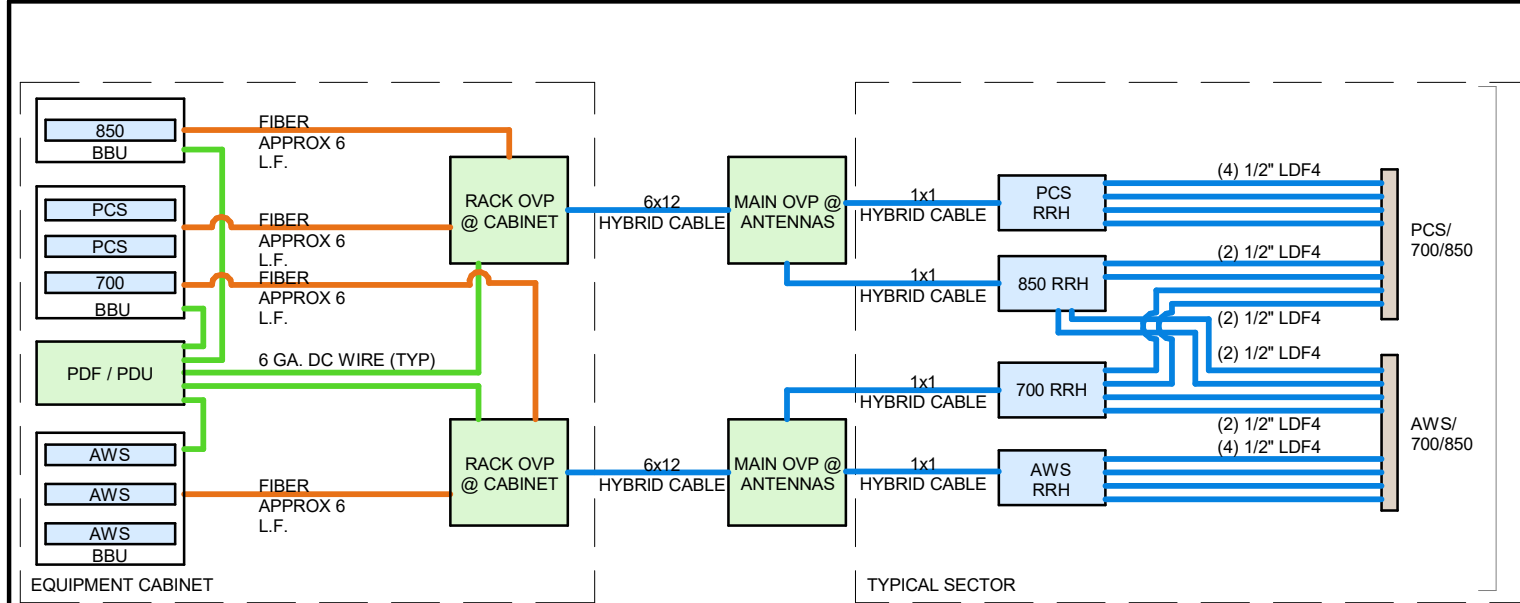 850
BBU
FIBER
APPROX 6
L.F.
PCS
PCS
700
BBU
FIBER
APPROX 6
L.F.
FIBER
APPROX 6
L.F.
PDF / PDU
6 GA. DC WIRE (TYP)
AWS
AWS
AWS
BBU
FIBER
APPROX 6
L.F.
RACK OVP
@ CABINET
RACK OVP
@ CABINET
EQUIPMENT CABINET
6x12
HYBRID CABLE
6x12
HYBRID CABLE
MAIN OVP @
ANTENNAS
MAIN OVP @
ANTENNAS
1x1
HYBRID CABLE
1x1
HYBRID CABLE
1x1
HYBRID CABLE
1x1
HYBRID CABLE
PCS
RRH
850 RRH
700 RRH
AWS
RRH
(4) 1/2" LDF4
(2) 1/2" LDF4
(2) 1/2" LDF4
(2) 1/2" LDF4
(2) 1/2" LDF4
(4) 1/2" LDF4
PCS/
700/850
AWS/
700/850
TYPICAL SECTOR